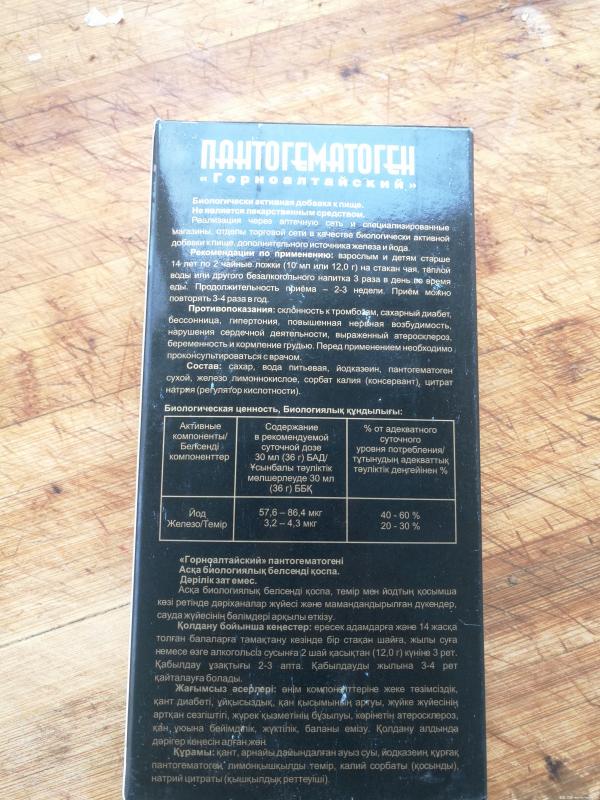 ПАНТОГЕМАТОГЕН
«Горноалтайский»
Биологически активная добавка к пище.
Не является лекарственным средством.
Реализация через аптечную сеть и специализированные
магазины, отделы торговой сети в качестве биологически активной
добавки к пище, дополнительного источника железа и йода.
Рекомендации по применению: взрослым и детям старше
14 лет по 2 чайные ложки (10 мл или 12,0 г) на стакан чая, тёплой
воды или другого безалкогольного напитка 3 раза в день во время
еды. Продолжительность приёма – 2-3 недели. Приём можно
повторять 3-4 раза в год.
Противопоказания: склонность к тромбозам, сахарный диабет,
бессонница, гипертония, повышенная нервная возбудимость,
нарушения сердечной деятельности, выраженный атеросклероз,
беременность и кормление грудью. Перед применением необходимо
проконсультироваться с врачом.
Состав: сахар, вода питьевая, йодказеин, пантогематоген
сухой, железо лимоннокислое, сорбат калия (консервант), цитрат
натрия (регулятор кислотности).
Биологическая ценность, Биологиялық құндылығы:
Активные
компоненты/
Белсенді
компоненттер
Содержание
в рекомендуемой
суточной дозе
30 мл (36 г) БАД/
Ұсынбалы тәуліктік
мөлшерлеуде 30 мл
(36 г) ББҚ
% от адекватного
суточного
уровня потребления/
тұтынудың адекваттық
тәуліктік деңгейінен %
Йод
Железо/Темір
57,6 – 86,4 мкг
3,2 – 4,3 мкг
40 - 60 %
20 - 30 %
«Горноалтайский» пантогематогені
Асқа биологиялық белсенді қоспа.
Дәрілік зат емес.
Асқа биологиялық белсенді қоспа, темір мен йодтың қосымша
көзі ретінде дәріханалар жүйесі және мамандандырылған дүкендер,
сауда жүйесінің бөлімдері арқылы өткізу.
Қолдану бойынша кеңестер: ересек адамдарға және 14 жасқа
толған балаларға тамақтану кезінде бір стакан шайға, жылы суға
немесе өзге алкогольсіз сусынға 2 шай қасықтан (12,0 г) күніне 3 рет.
Қабылдау ұзақтығы 2-3 апта. Қабылдауды жылына 3-4 рет
қайталауға болады.
Жағымсыз әсерлері: өнім компоненттеріне жеке төзімсіздік,
қант диабеті, ұйқысыздық, қан қысымының артуы, жүйке жүйесінің
артқан сезгіштігі, жүрек қызметінің бұзылуы, көрінетін атеросклероз,
қан ұюына бейімділік, жүктілік, баланы емізу. Қолдану алдында
дәрігер кеңесін алған жөн.
Құрамы: қант, арнайы дайындалған ауыз суы, йодказеин, құрғақ
пантогематоген, лимонқышқылды темір, калий сорбаты (қосынды),
натрий цитраты (қышқылдық реттеуіші).